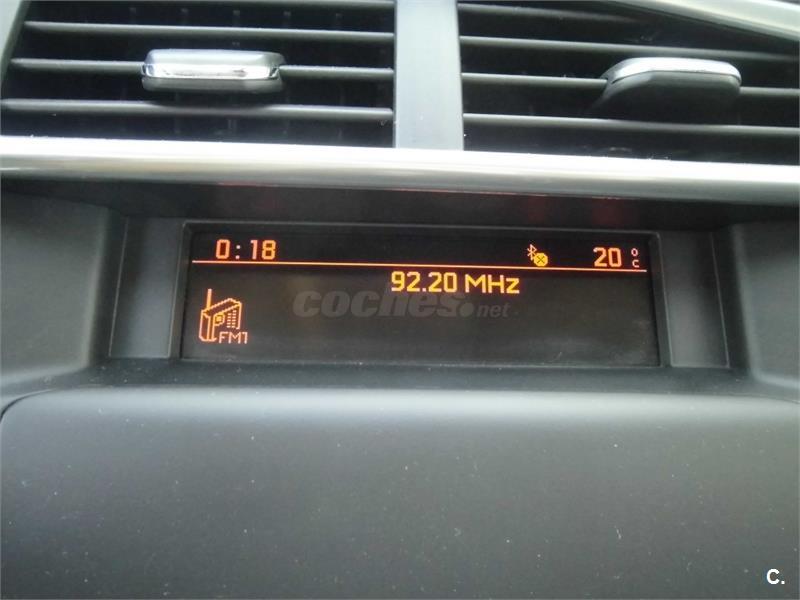 0:18 20 °C
92.20 MHz
coches.net
FM1
C.